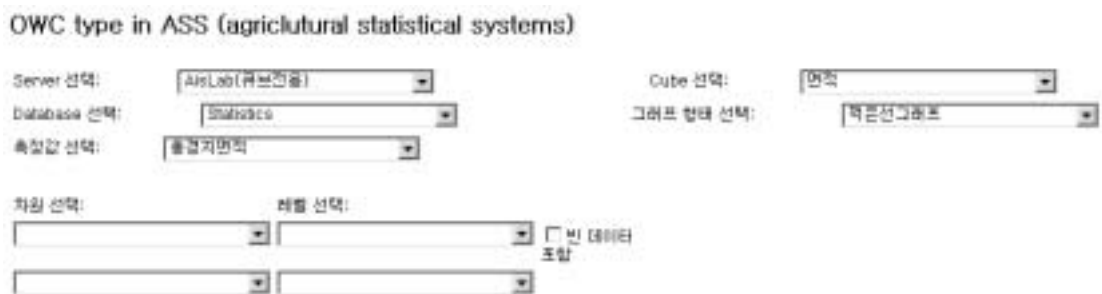 OWC type in ASS (agriclutural statistical systems)
Server 선택: AisLab(큐브전용) Cube 선택: 면적
Database 선택: Statistics 그래프 형태 선택: 꺽은선그래프
측정값 선택: 총경지면적
차원 선택: 레벨 선택:
빈 데이터
포함